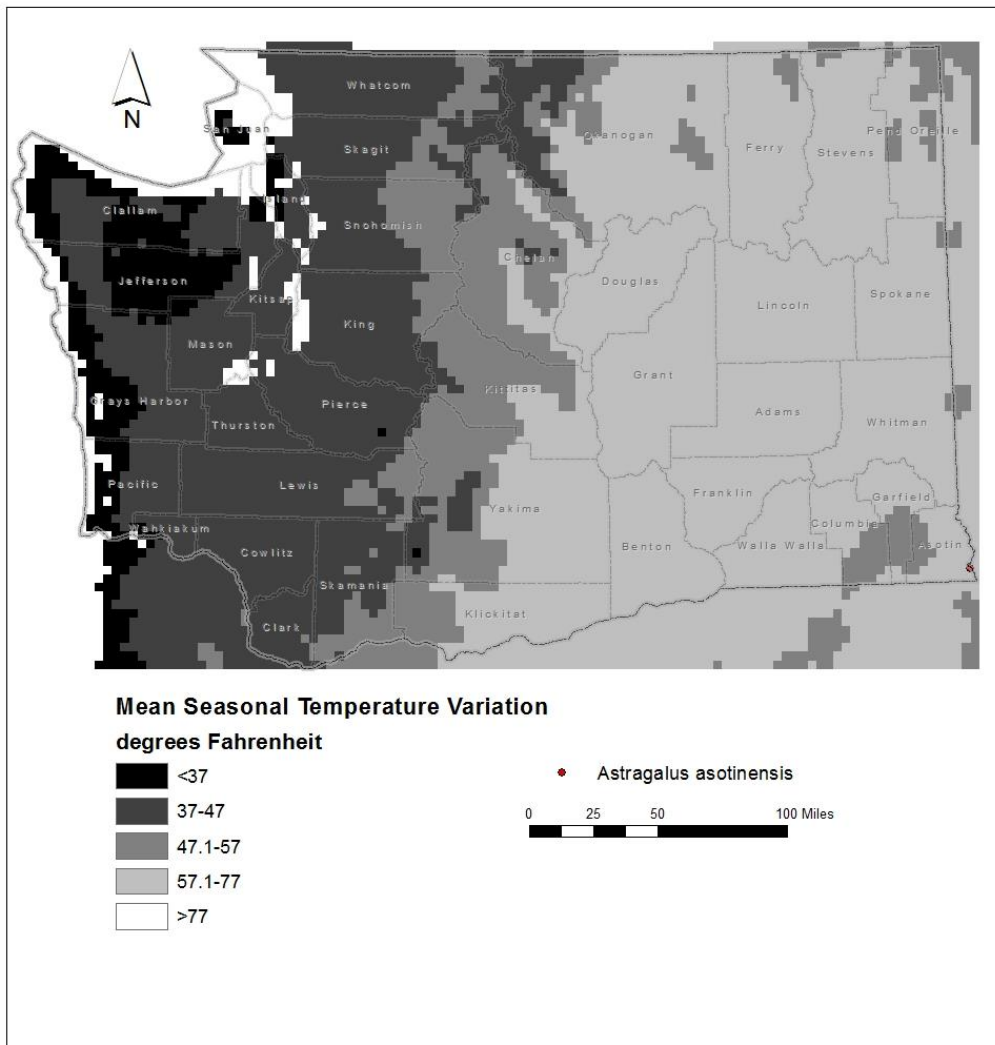 Whatcom
N
San Juan
Okanogan
Pend Oreille
Ferry
Stevens
Skagit
Island
Clallam
Snohomish
Chelan
Jefferson
Douglas
Kitsap
Lincoln
Spokane
King
Mason
Grant
Kittitas
Grays Harbor
Pierce
Adams
Whitman
Thurston
Pacific
Lewis
Yakima
Franklin
Garfield
Wahkiakum
Columbia
Cowlitz
Benton
Walla Walla
Asotin
Skamania
Klickitat
Clark
Mean Seasonal Temperature Variation
degrees Fahrenheit
<37
37-47
47.1-57
57.1-77
>77
Astragalus asotinensis
0 25 50 100 Miles